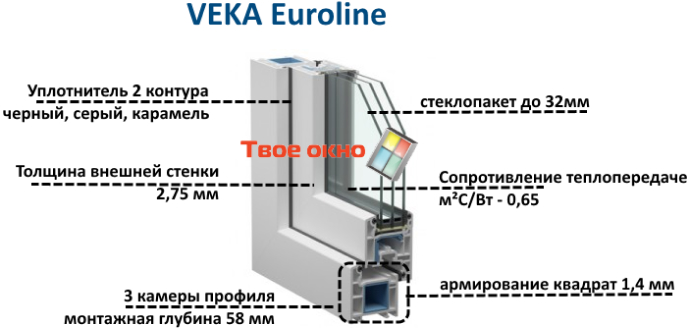 VEKA Euroline
Уплотнитель 2 контура
черный, серый, карамель
стеклопакет до 32мм
Твое окно
Толщина внешней стенки
2,75 мм
Сопротивление теплопередаче
м²С/Вт - 0,65
3 камеры профиля
монтажная глубина 58 мм
армирование квадрат 1,4 мм